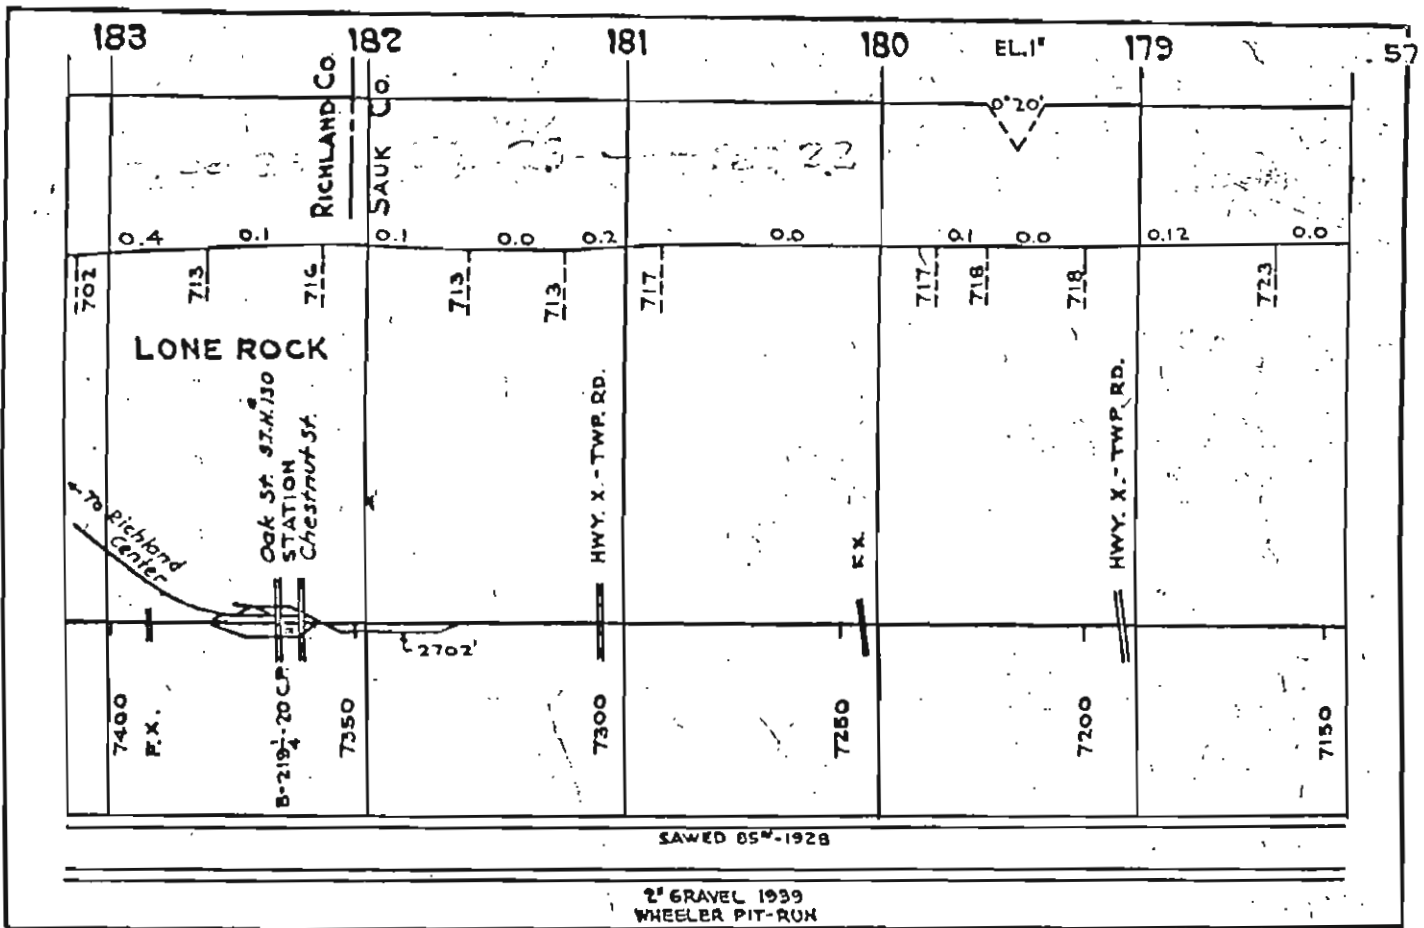 183 182 181 180 EL.1" 179 57
RICHLAND CO.
SAUK CO.
0°20'
0.4 0.1 0.1 0.0 0.2 0.0 0.1 0.0 0.12 0.0
702 713 716 713 713 717 717 718 718 723
LONE ROCK
Oak St. S.T.H. 130
STATION
Chestnut St.
HWY. X.-TWP. RD.
HWY. X.-TWP. RD.
TO Richland
Center
X
F.X.
2702'
7400
P.X.
B-219¼-20 C.P.
7350
7300
7250
7200
7150
SAWED 85#-1928
2" GRAVEL 1939
WHEELER PIT-RUN